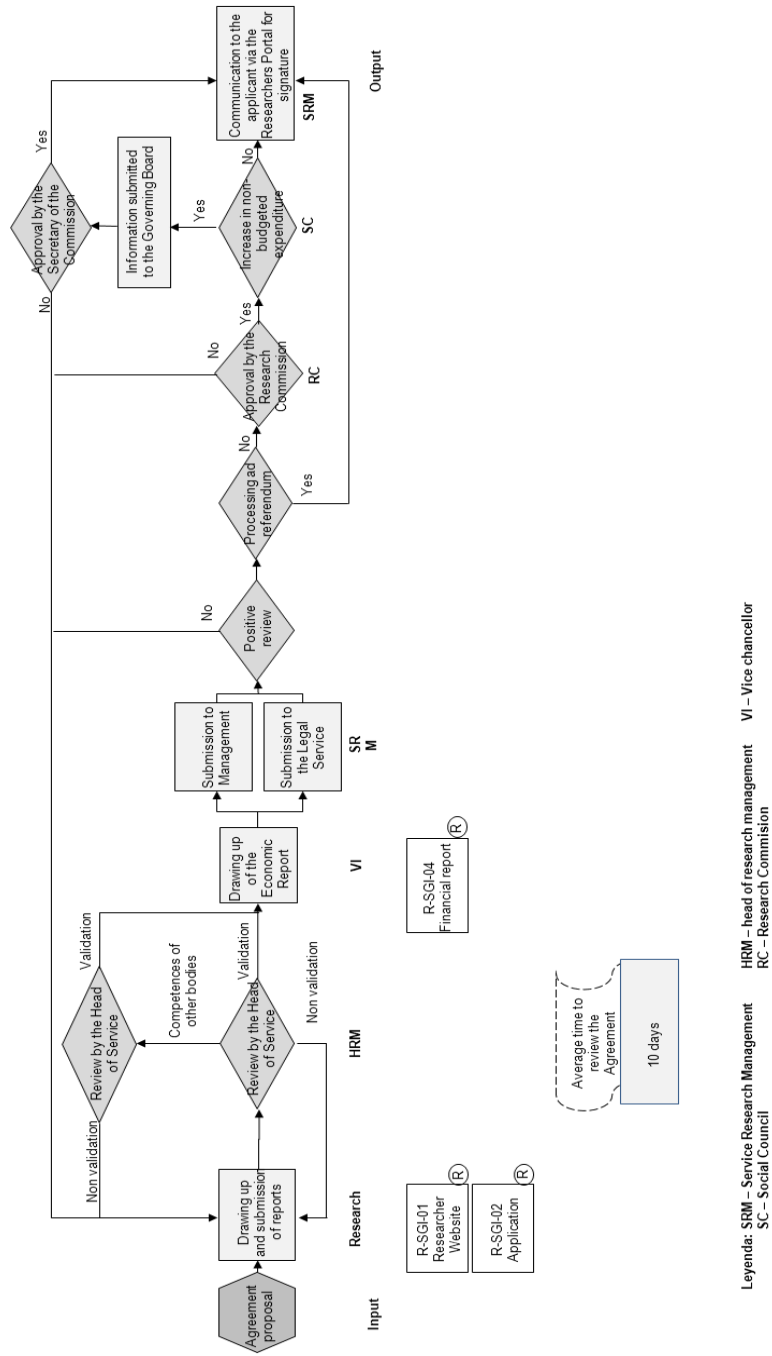 Agreement
proposal
Input
Drawing up
and submission
of reports
Research
R-SGI-01
Researcher
Website
R
R-SGI-02
Application
R
Non validation
Review by the Head
of Service
Validation
Competences of
other bodies
Review by the Head
of Service
Validation
Non validation
HRM
Average time to
review the
Agreement
10 days
Drawing up
of the
Economic
Report
VI
R-SGI-04
Financial report
R
Submission to
Management
Submission to
the Legal
Service
SR
M
Positive
review
No
Processing ad
referendum
No
Yes
Approval by the
Research
Commission
No
Yes
RC
Increase in non-
budgeted
expenditure
Yes
No
SC
Information submitted
to the Governing Board
Approval by the
Secretary of the
Commission
No
Yes
Communication to the
applicant via the
Researchers Portal for
signature
SRM
Output
Leyenda: SRM – Service Research Management HRM – head of research management VI – Vice chancellor
SC – Social Council RC – Research Commision